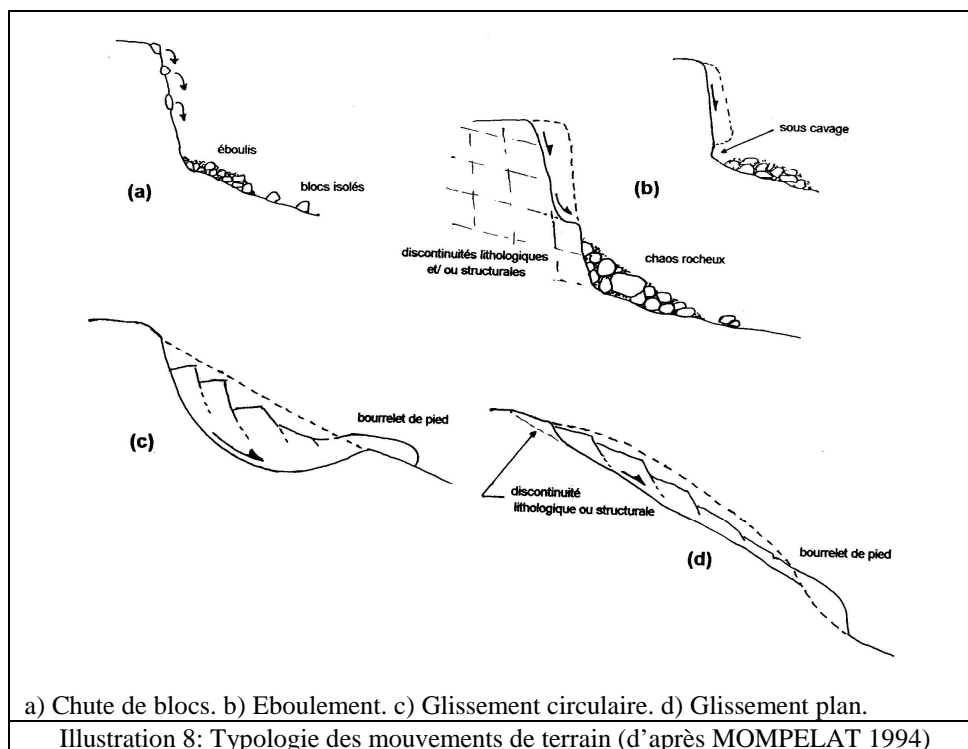 éboulis
blocs isolés
(a)
sous cavage
(b)
discontinuités lithologiques
et/ ou structurales
chaos rocheux
bourrelet de pied
(c)
discontinuité
lithologique ou structurale
bourrelet de pied
(d)
a) Chute de blocs. b) Eboulement. c) Glissement circulaire. d) Glissement plan.
Illustration 8: Typologie des mouvements de terrain (d'après MOMPELAT 1994)